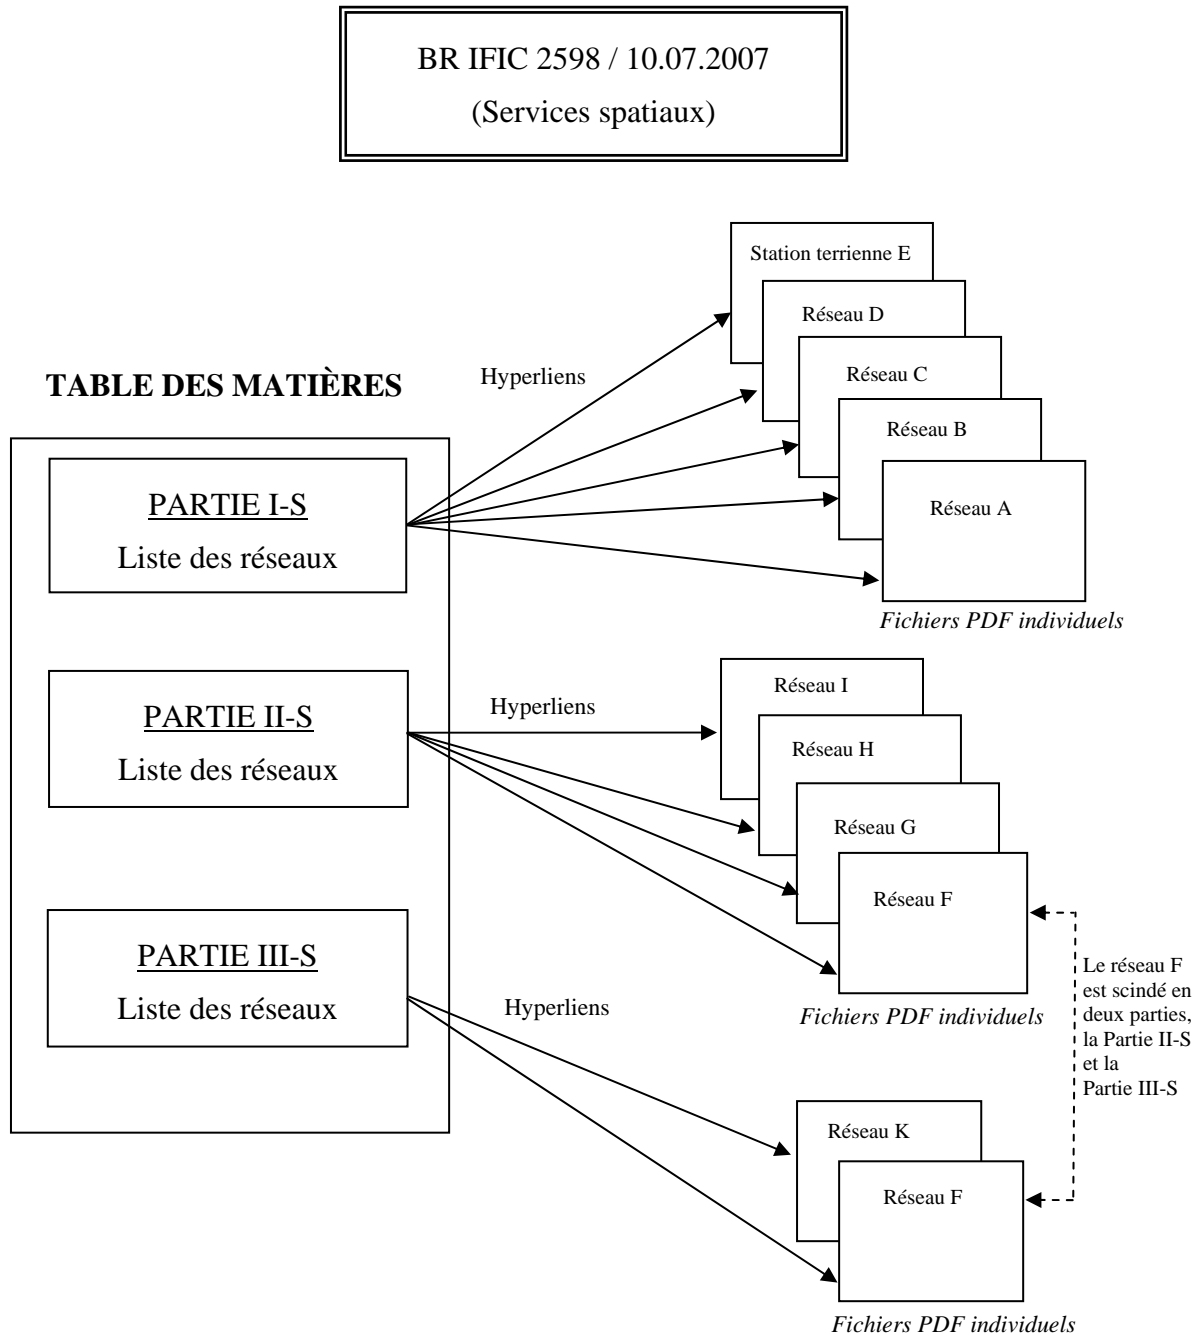 BR IFIC 2598 / 10.07.2007
(Services spatiaux)
Station terrienne E
Réseau D
Réseau C
Réseau B
Réseau A
Fichiers PDF individuels
Hyperliens
TABLE DES MATIÈRES
PARTIE I-S
Liste des réseaux
PARTIE II-S
Liste des réseaux
Hyperliens
Réseau I
Réseau H
Réseau G
Réseau F
Fichiers PDF individuels
PARTIE III-S
Liste des réseaux
Hyperliens
Le réseau F
est scindé en
deux parties,
la Partie II-S
et la
Partie III-S
Réseau K
Réseau F
Fichiers PDF individuels